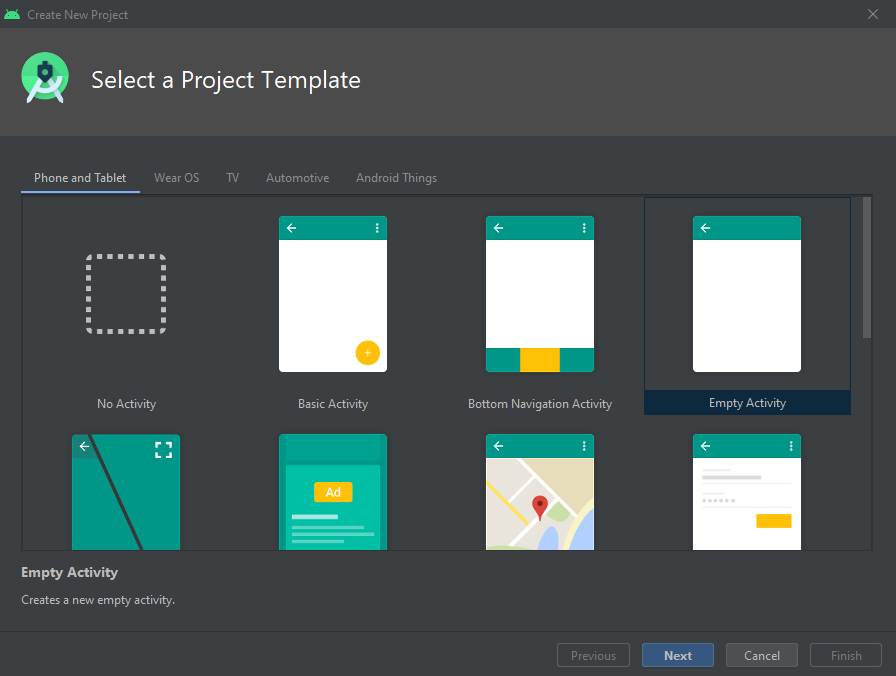 Create New Project
Select a Project Template
Phone and Tablet Wear OS TV Automotive Android Things
No Activity Basic Activity Bottom Navigation Activity Empty Activity
Ad
Empty Activity
Creates a new empty activity.
Previous Next Cancel Finish